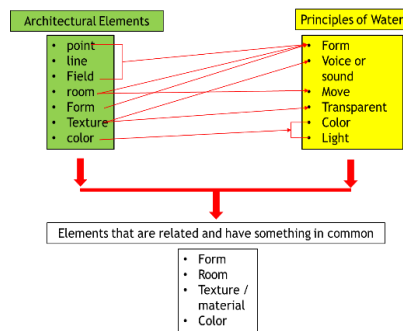 Architectural Elements
• point
• line
• Field
• room
• Form
• Texture
• color
Principles of Water
• Form
• Voice or
sound
• Move
• Transparent
• Color
• Light
Elements that are related and have something in common
• Form
• Room
• Texture /
material
• Color